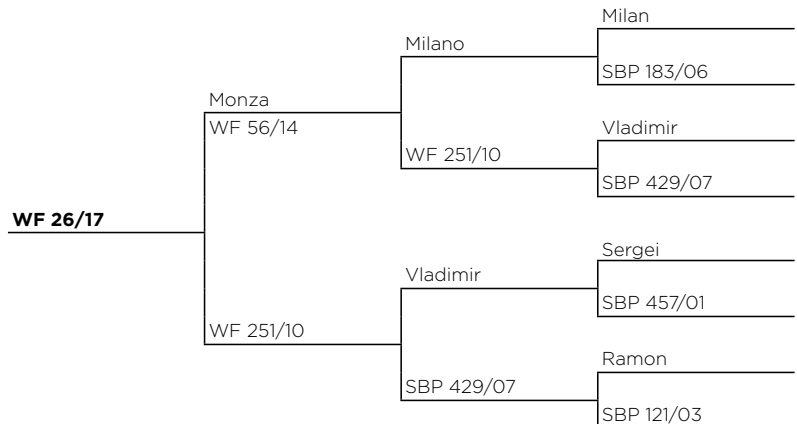 Milan
Milano
SBP 183/06
Monza
WF 56/14
Vladimir
WF 251/10
SBP 429/07
WF 26/17
Sergei
Vladimir
SBP 457/01
WF 251/10
Ramon
SBP 429/07
SBP 121/03